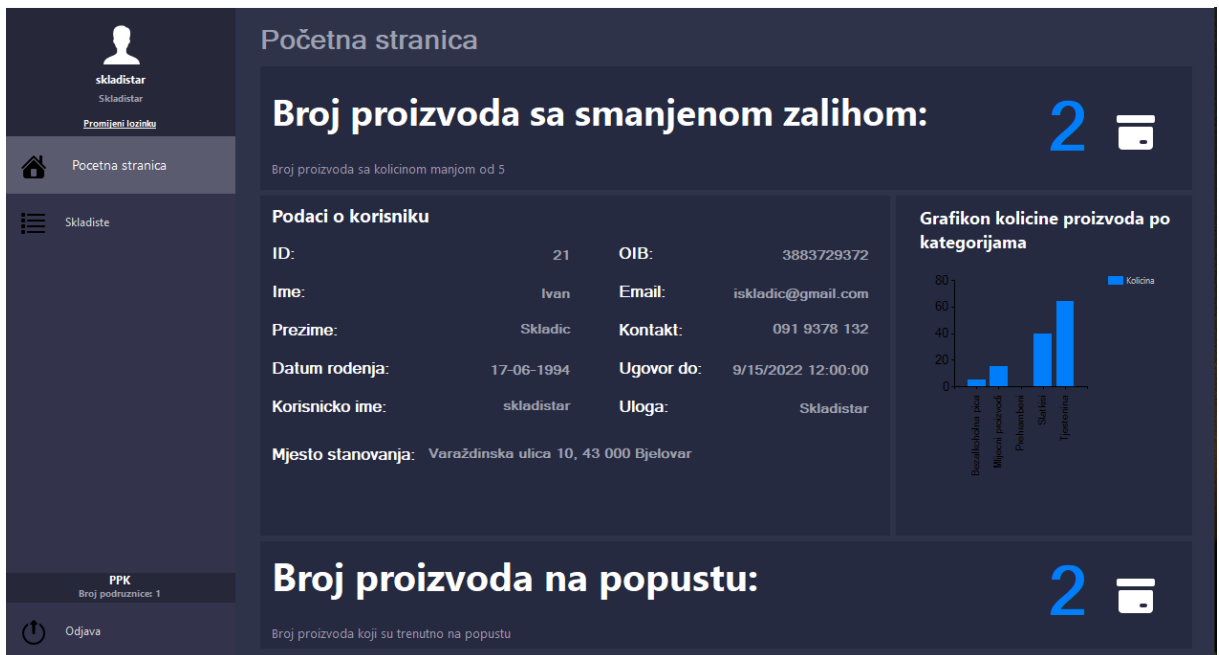 skladistar
Skladistar
Promijeni lozinku
Pocetna stranica
Skladiste
PPK
Broj podruznice: 1
Odjava
Početna stranica
Broj proizvoda sa smanjenom zalihom:
2
Broj proizvoda sa kolicinom manjom od 5
Podaci o korisniku
ID: 21 OIB: 3883729372
Ime: Ivan Email: iskladic@gmail.com
Prezime: Skladic Kontakt: 091 9378 132
Datum rodenja: 17-06-1994 Ugovor do: 9/15/2022 12:00:00
Korisnicko ime: skladistar Uloga: Skladistar
Mjesto stanovanja: Varaždinska ulica 10, 43 000 Bjelovar
Grafikon kolicine proizvoda po
kategorijama
Kolicina
80
60
40
20
0
Bezalkoholna pica
Mlijecni proizvodi
Prehrambeni
Slatkisi
Tjestenina
Broj proizvoda na popustu:
2
Broj proizvoda koji su trenutno na popustu